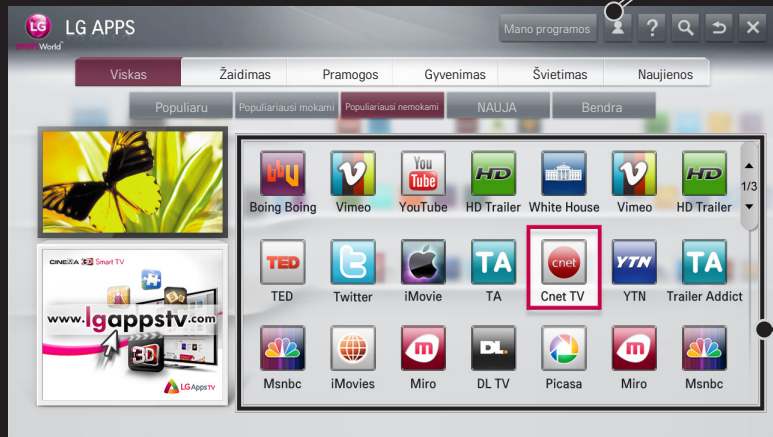 LG LG APPS
smart World
Mano programos
Viskas Žaidimas Pramogos Gyvenimas Švietimas Naujienos
Populiaru Populiariausi mokami Populiariausi nemokami NAUJA Bendra
bby V You Tube HD V HD
1/3
Boing Boing Vimeo YouTube HD Trailer White House Vimeo HD Trailer
TED TA cnet YTN TA
TED Twitter iMovie TA Cnet TV YTN Trailer Addict
m DL. m
Msnbc iMovies Miro DL TV Picasa Miro Msnbc
CINEMA 3D Smart TV
www.lgappstv.com
3D
LG Apps TV